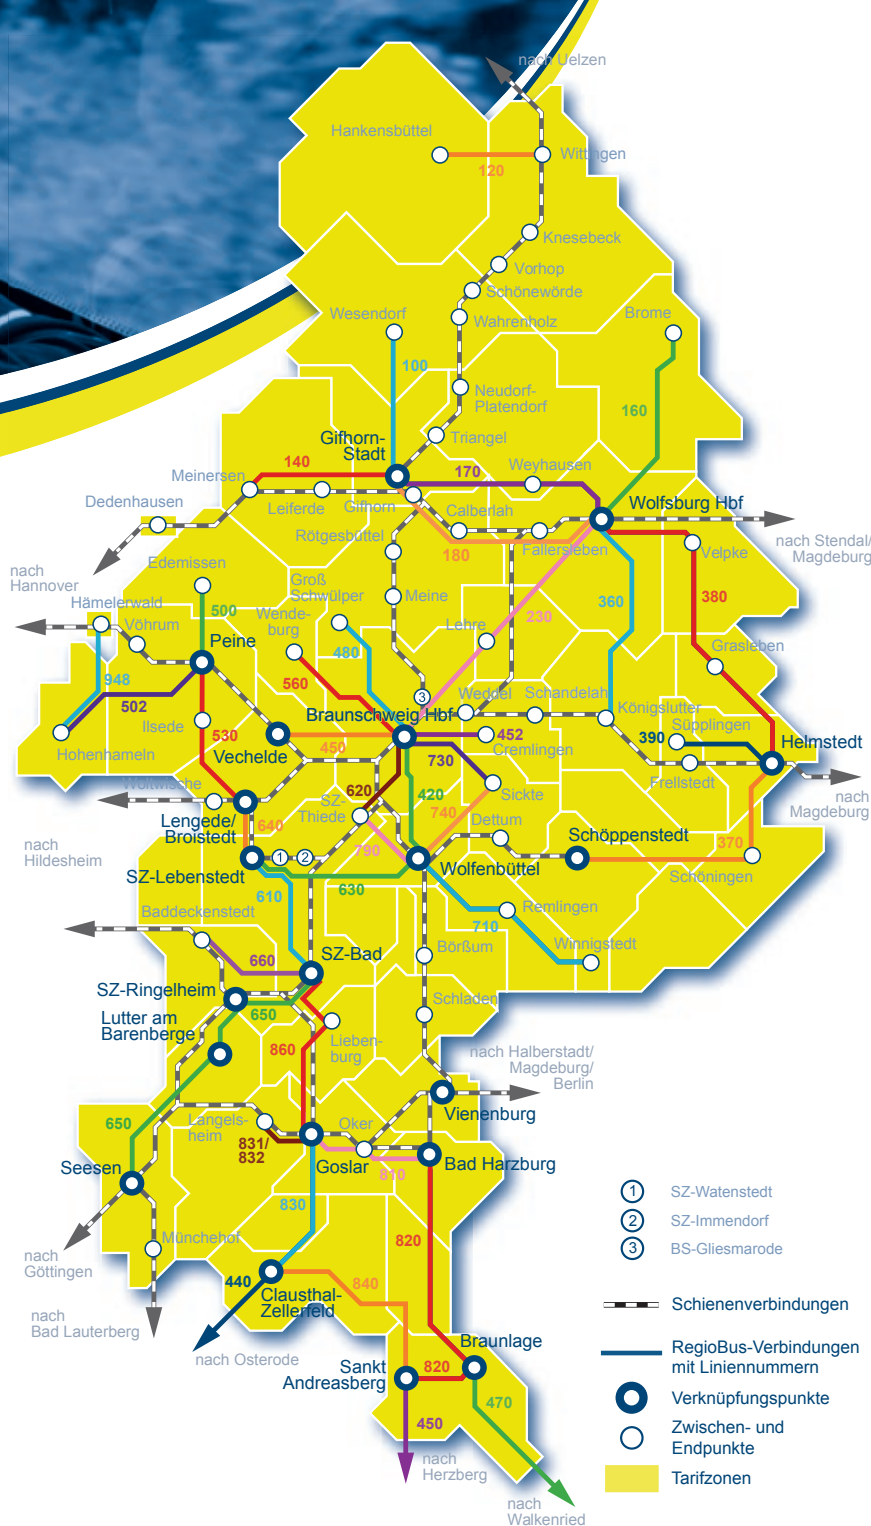 nach Uelzen
Hankensbüttel
Wittingen
120
Knesebeck
Vorhop
Schönewörde
Wesendorf
Brome
Wahrenholz
100
Neudorf-
Platendorf
160
Gifhorn-
Stadt
Triangel
140
170
Weyhausen
Meinersen
Dedenhausen
Leiferde
Gifhorn
Calberlah
Wolfsburg Hbf
Rötgesbüttel
180
Fallersleben
Velpke
nach Stendal/
Magdeburg
nach
Hannover
Edemissen
Groß
Schwülper
Meine
360
380
Hämelerwald
500
Wende-
burg
230
Vöhrum
Peine
480
Lehre
Grasleben
948
502
560
3
Weddel
Schandelah
Königslutter
Süpplingen
Ilsede
530
Braunschweig Hbf
452
390
Helmstedt
Hohenhameln
Vechelde
450
Cremlingen
730
Frellstedt
Woltwische
620
420
Sickte
nach
Magdeburg
SZ-
Thiede
740
Lengede/
Broistedt
640
Dettum
Schöppenstedt
370
nach
Hildesheim
1
2
790
Wolfenbüttel
Schöningen
SZ-Lebenstedt
610
630
Baddeckenstedt
710
Remlingen
Winnigstedt
660
SZ-Bad
Börßum
SZ-Ringelheim
Lutter am
Barenberge
650
Schladen
860
Lieben-
burg
nach Halberstadt/
Magdeburg/
Berlin
650
Langels-
heim
Oker
Vienenburg
831/
832
Seesen
Goslar
810
Bad Harzburg
830
1
SZ-Watenstedt
2
SZ-Immendorf
3
BS-Gliesmarode
Münchehof
820
nach
Göttingen
440
840
Clausthal-
Zellerfeld
Schienenverbindungen
nach
Bad Lauterberg
nach Osterode
Braunlage
RegioBus-Verbindungen
mit Liniennummern
Sankt
Andreasberg
820
470
Verknüpfungspunkte
450
Zwischen- und
Endpunkte
nach
Herzberg
Tarifzonen
nach
Walkenried